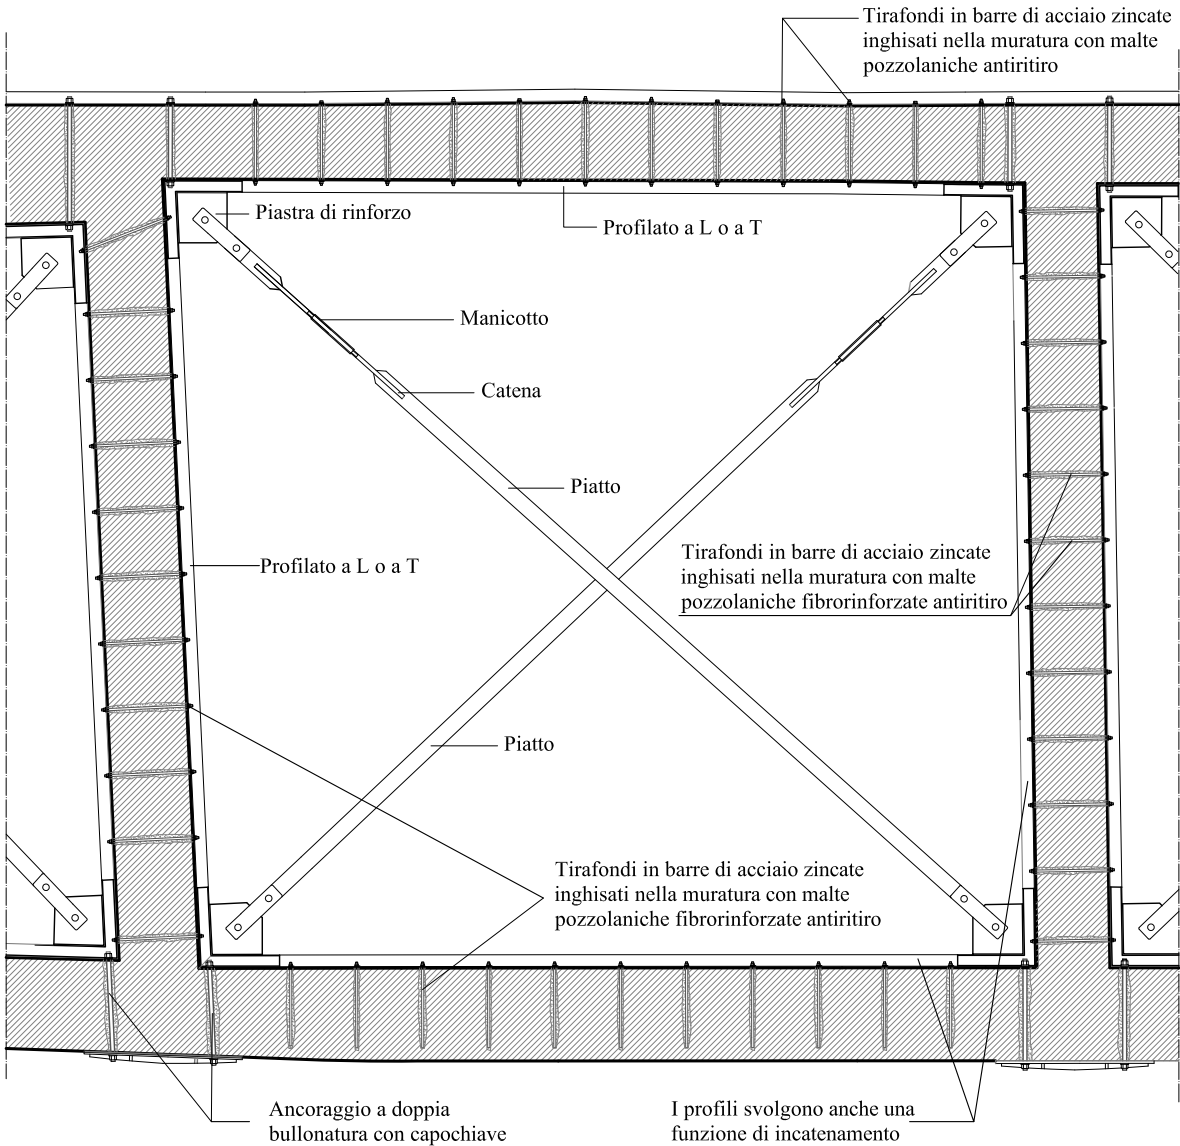 Tirafondi in barre di acciaio zincate
inghisati nella muratura con malte
pozzolaniche antiritiro
Piastra di rinforzo
Profilato a L o a T
Manicotto
Catena
Piatto
Tirafondi in barre di acciaio zincate
inghisati nella muratura con malte
pozzolaniche fibrorinforzate antiritiro
Profilato a L o a T
Piatto
Tirafondi in barre di acciaio zincate
inghisati nella muratura con malte
pozzolaniche fibrorinforzate antiritiro
Ancoraggio a doppia
bullonatura con capochiave
I profili svolgono anche una
funzione di incatenamento